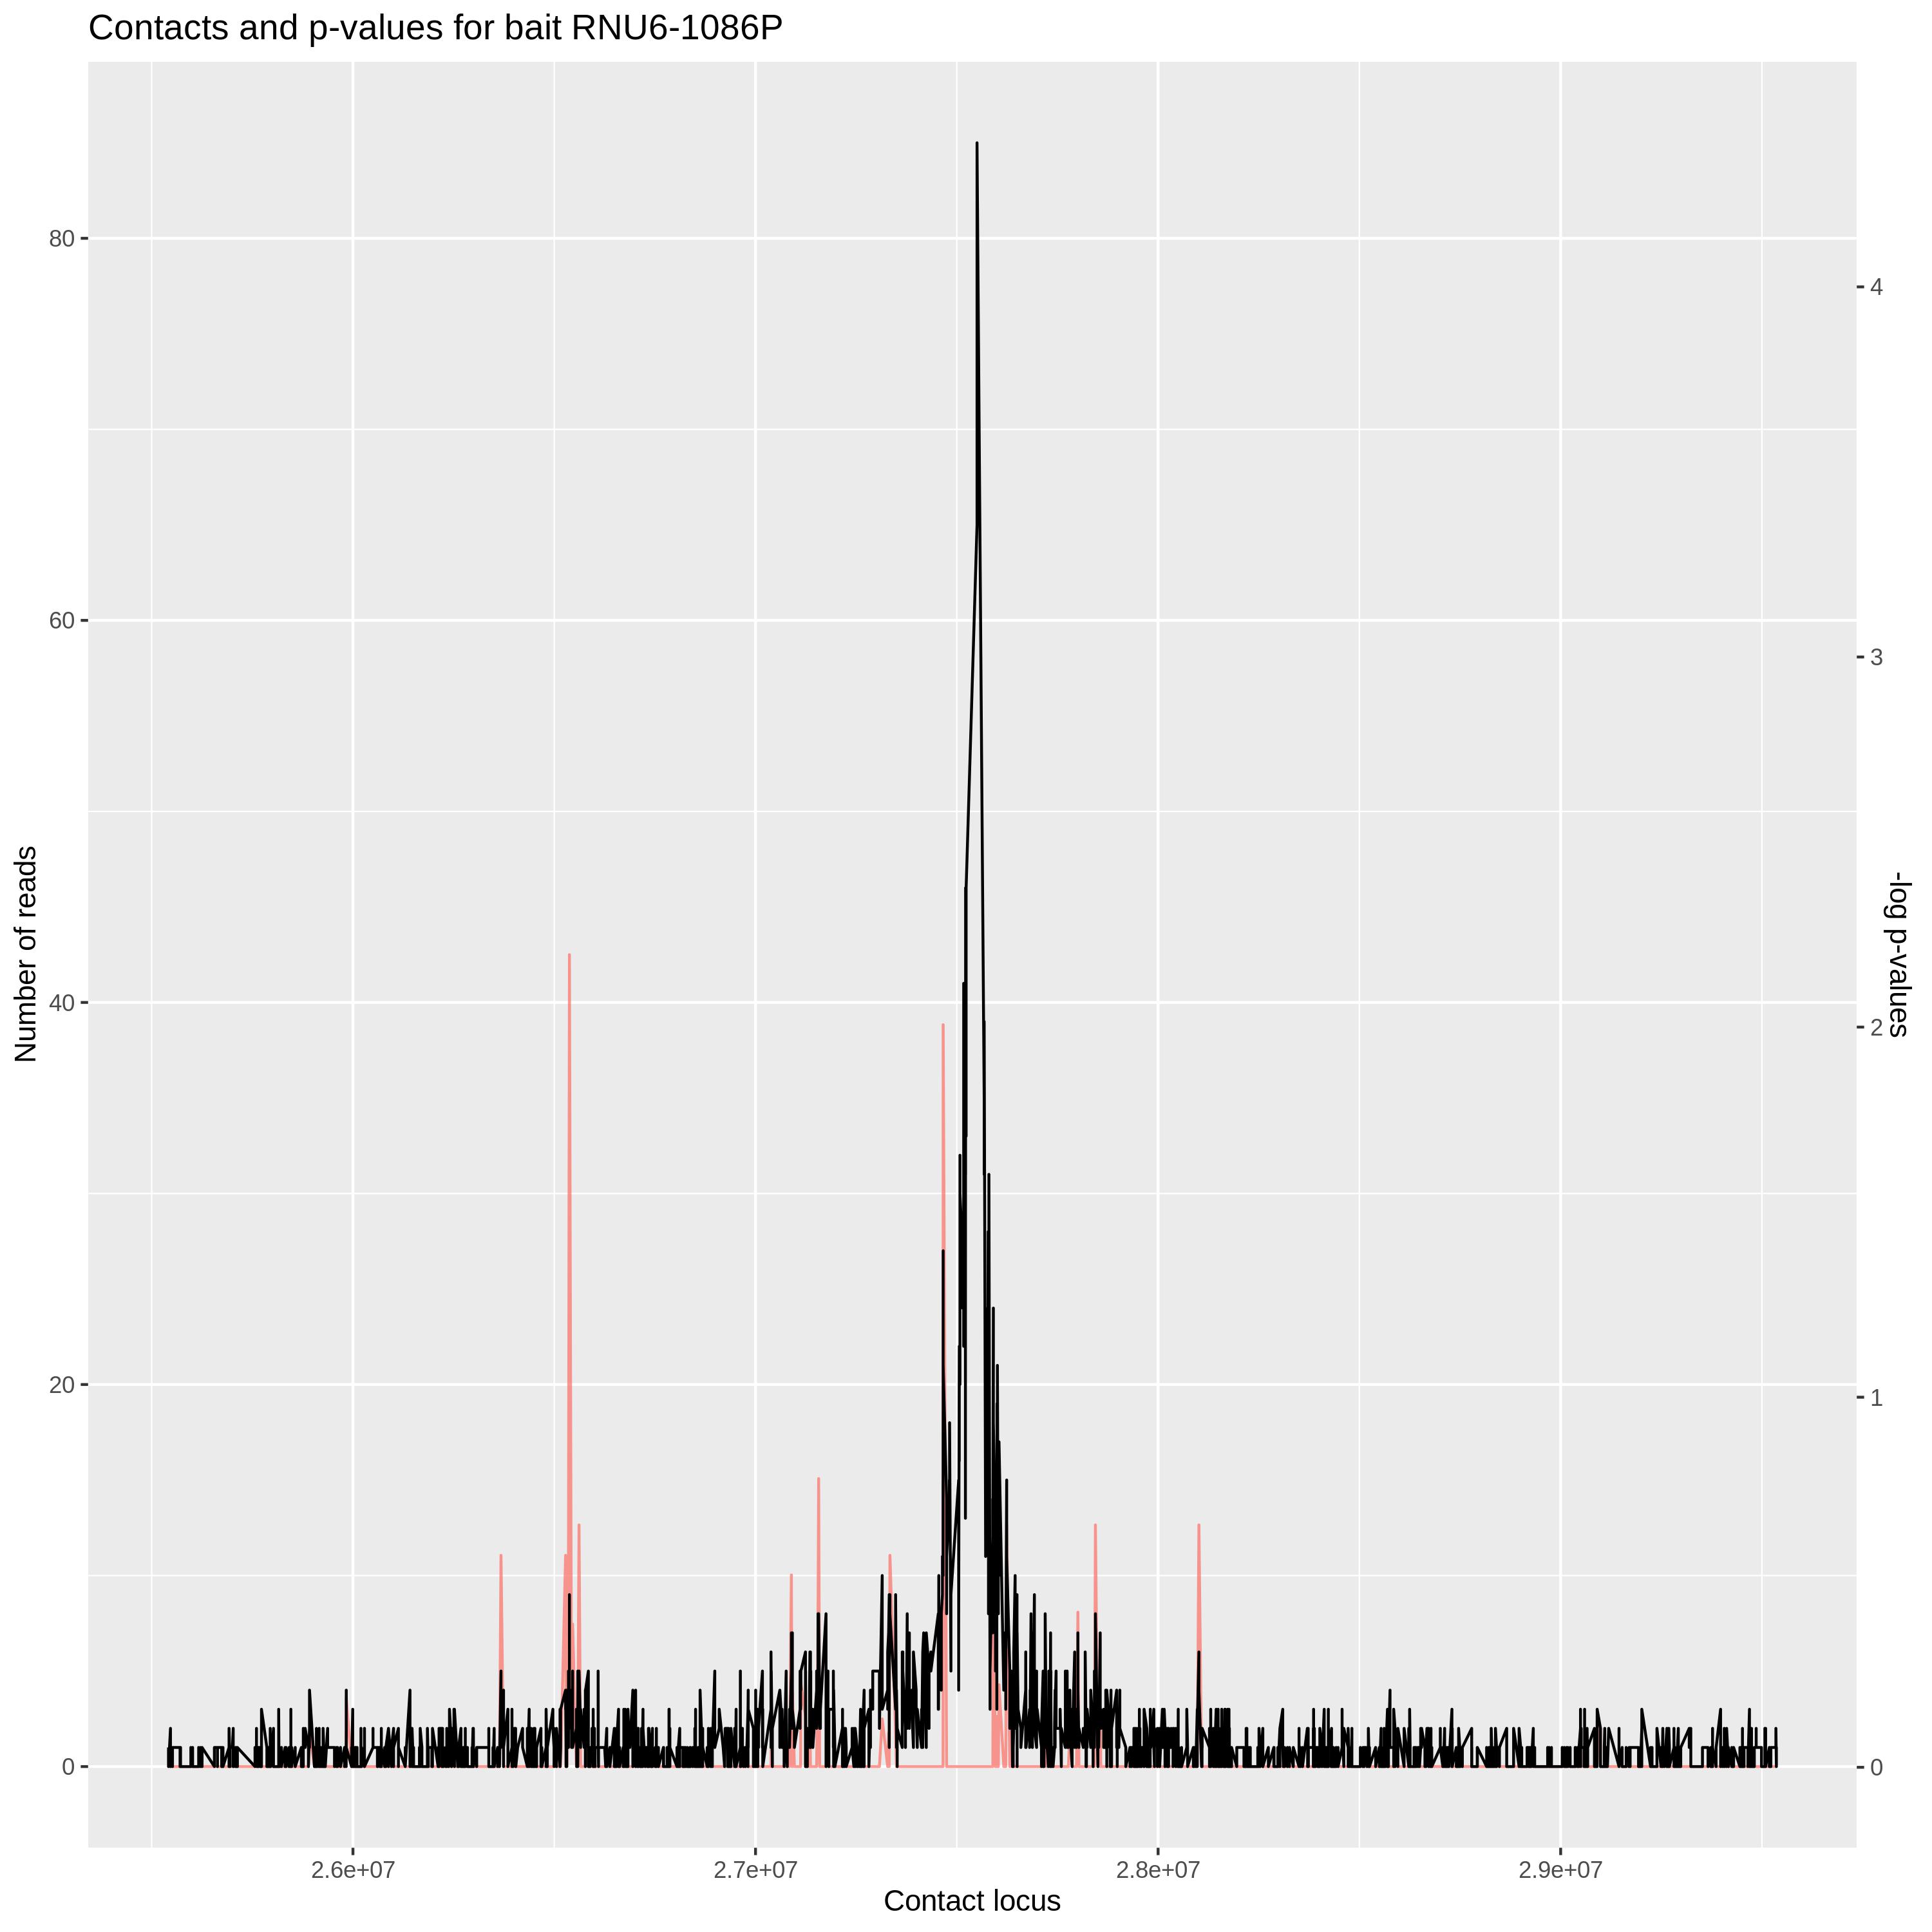 Contacts and p-values for bait RNU6-1086P
80
60
40
20
0
4
3
2
1
0
Number of reads
-log p-values
2.6e+07
2.7e+07
2.8e+07
2.9e+07
Contact locus